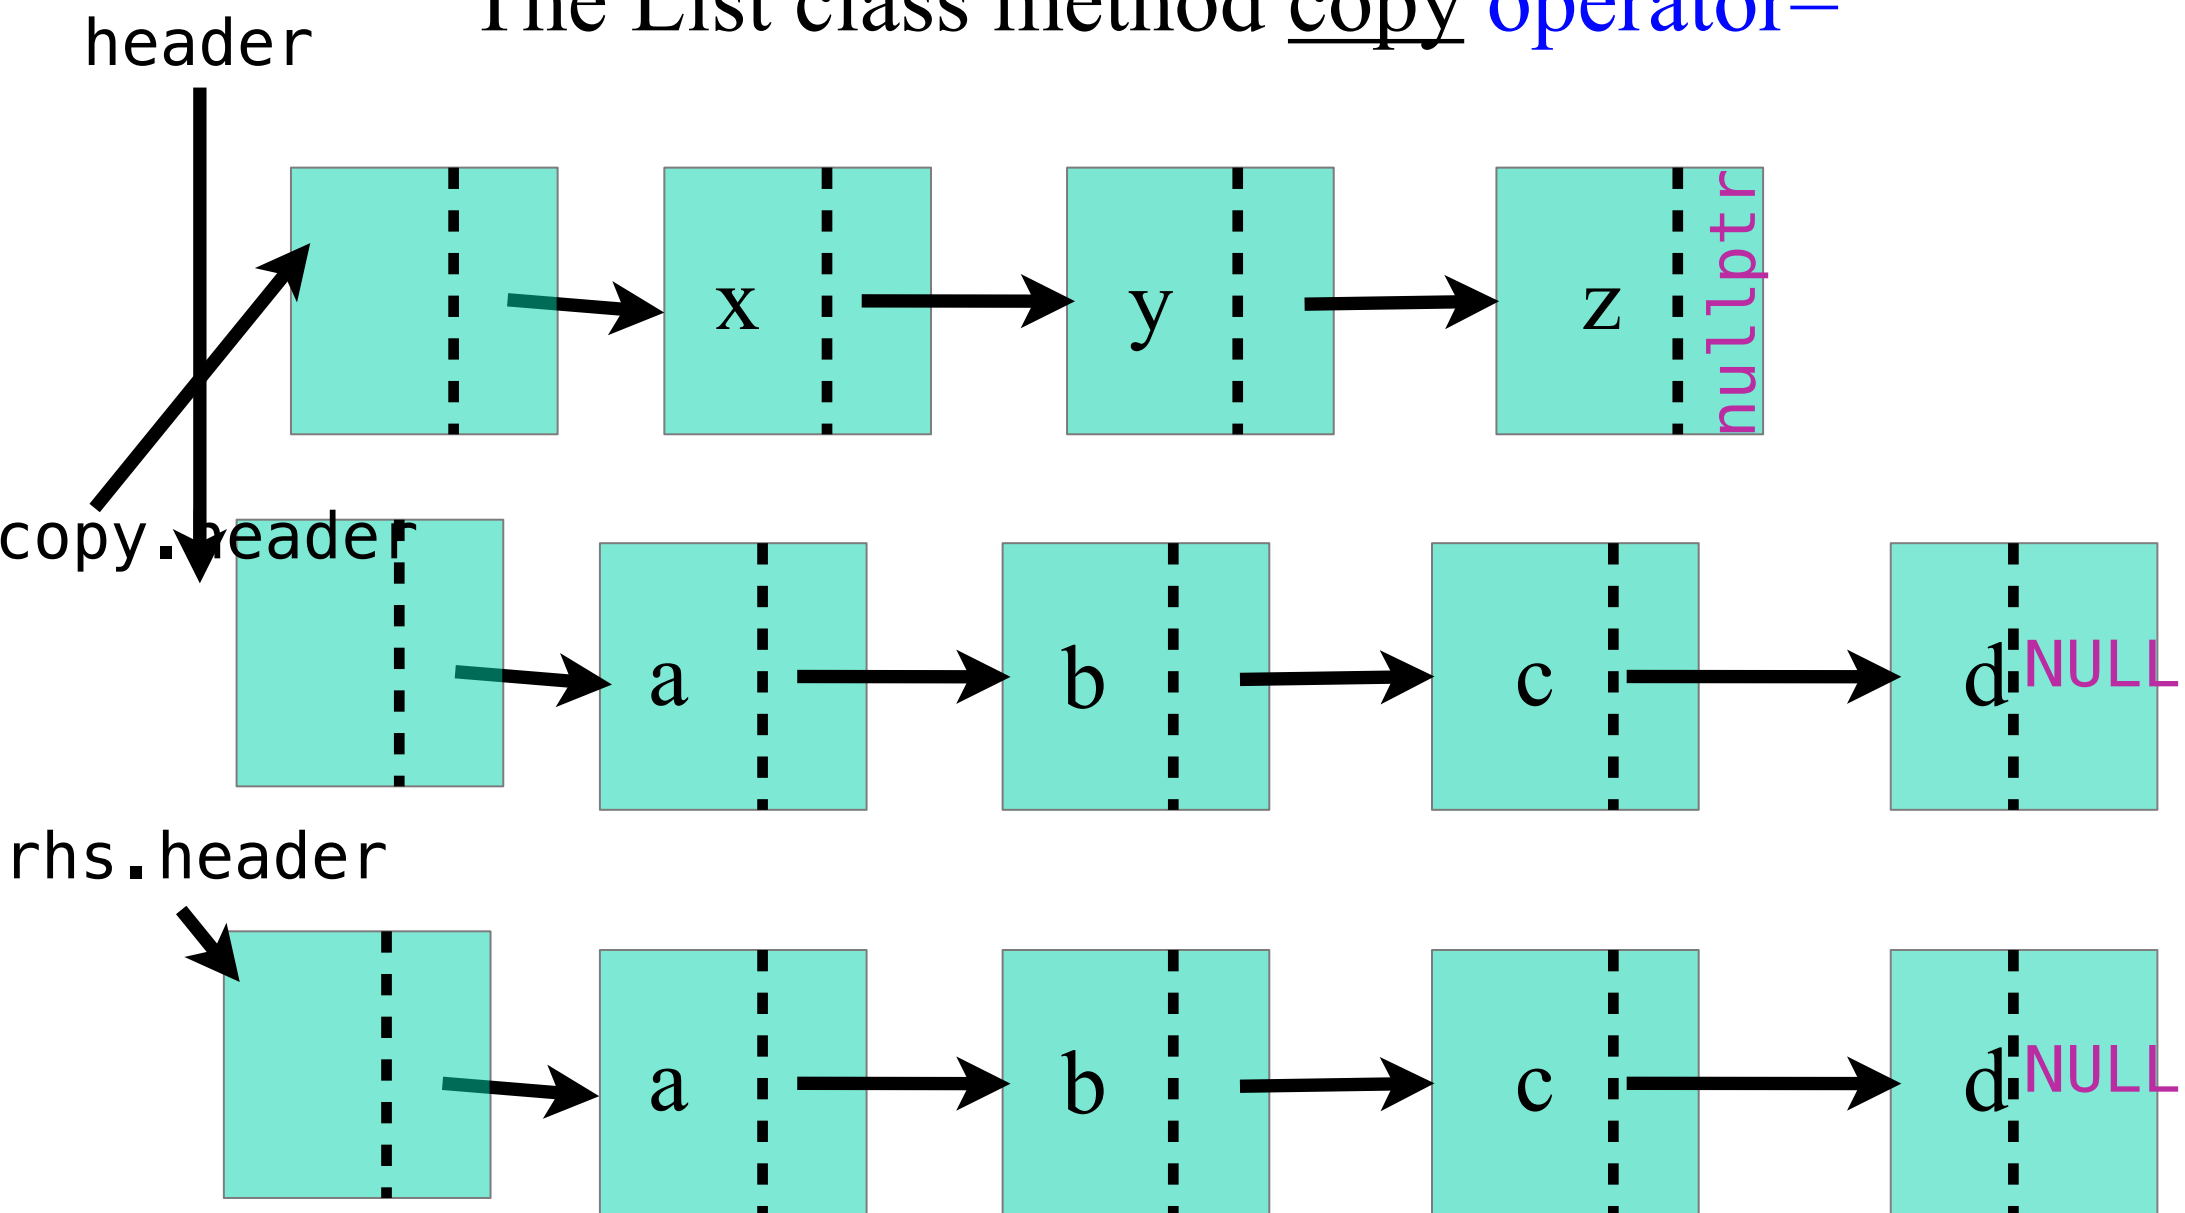 The List class method copy operator=
header
x y z nullptr
copy.header
a b c d NULL
rhs.header
a b c d NULL